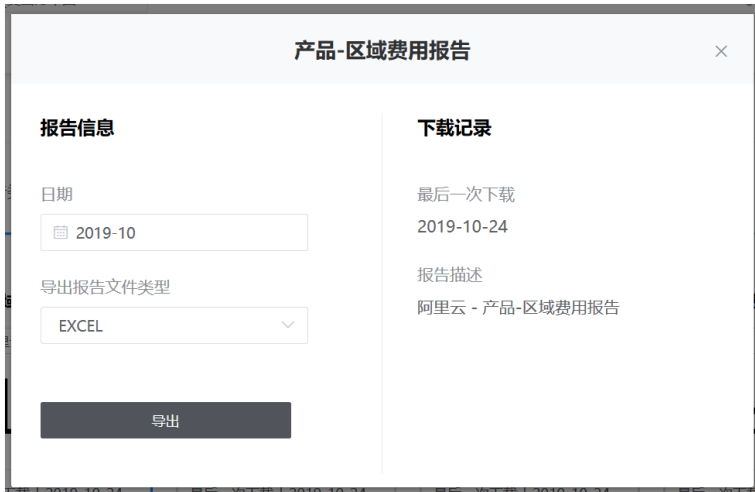 产品-区域费用报告
报告信息
日期
2019-10
导出报告文件类型
EXCEL
导出
下载记录
最后一次下载
2019-10-24
报告描述
阿里云 - 产品-区域费用报告